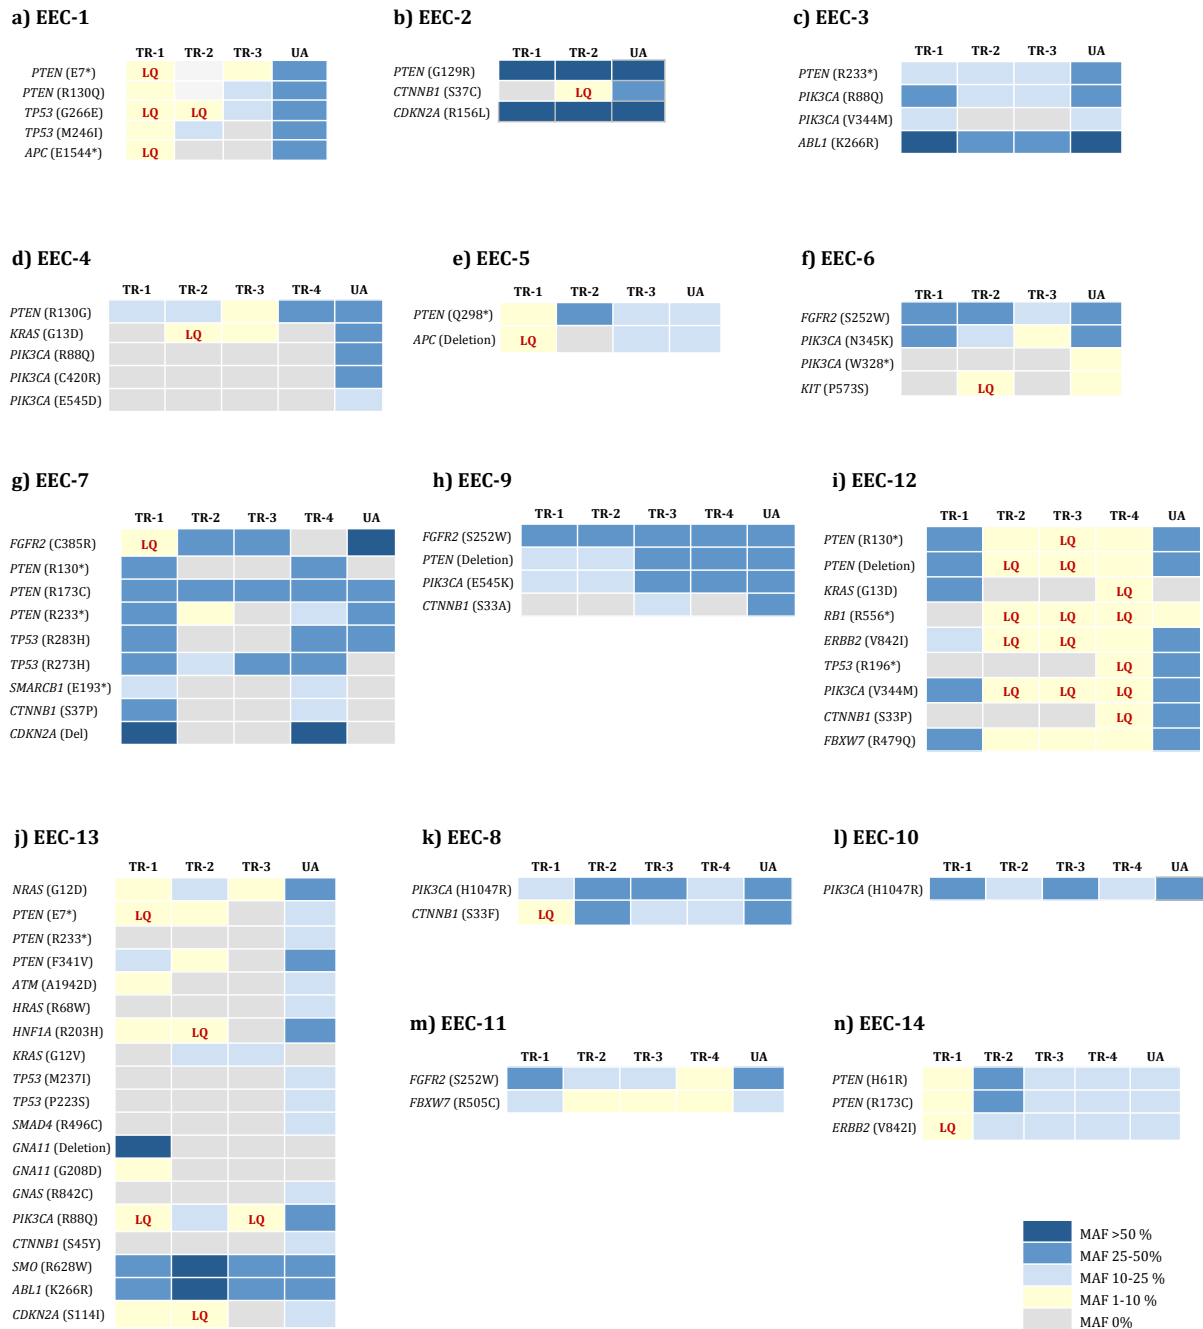 a) EEC-1
TR-1 TR-2 TR-3 UA
PTEN (E7*) LQ
PTEN (R130Q)
TP53 (G266E) LQ LQ
TP53 (M246I)
APC (E1544*) LQ
b) EEC-2
TR-1 TR-2 UA
PTEN (G129R)
CTNNB1 (S37C) LQ
CDKN2A (R156L)
c) EEC-3
TR-1 TR-2 TR-3 UA
PTEN (R233*)
PIK3CA (R88Q)
PIK3CA (V344M)
ABL1 (K266R)
d) EEC-4
TR-1 TR-2 TR-3 TR-4 UA
PTEN (R130G)
KRAS (G13D) LQ
PIK3CA (R88Q)
PIK3CA (C420R)
PIK3CA (E545D)
e) EEC-5
TR-1 TR-2 TR-3 UA
PTEN (Q298*)
APC (Deletion) LQ
f) EEC-6
TR-1 TR-2 TR-3 UA
FGFR2 (S252W)
PIK3CA (N345K)
PIK3CA (W328*)
KIT (P573S) LQ
g) EEC-7
TR-1 TR-2 TR-3 TR-4 UA
FGFR2 (C385R) LQ
PTEN (R130*)
PTEN (R173C)
PTEN (R233*)
TP53 (R283H)
TP53 (R273H)
SMARCB1 (E193*)
CTNNB1 (S37P)
CDKN2A (Del)
h) EEC-9
TR-1 TR-2 TR-3 TR-4 UA
FGFR2 (S252W)
PTEN (Deletion)
PIK3CA (E545K)
CTNNB1 (S33A)
i) EEC-12
TR-1 TR-2 TR-3 TR-4 UA
PTEN (R130*) LQ
PTEN (Deletion) LQ LQ
KRAS (G13D) LQ
RB1 (R556*) LQ LQ LQ
ERBB2 (V842I) LQ LQ
TP53 (R196*) LQ
PIK3CA (V344M) LQ LQ LQ
CTNNB1 (S33P) LQ
FBXW7 (R479Q)
j) EEC-13
TR-1 TR-2 TR-3 UA
NRAS (G12D)
PTEN (E7*) LQ
PTEN (R233*)
PTEN (F341V)
ATM (A1942D)
HRAS (R68W)
HNF1A (R203H) LQ
KRAS (G12V)
TP53 (M237I)
TP53 (P223S)
SMAD4 (R496C)
GNA11 (Deletion)
GNA11 (G208D)
GNAS (R842C)
PIK3CA (R88Q) LQ LQ
CTNNB1 (S45Y)
SMO (R628W)
ABL1 (K266R)
CDKN2A (S114I) LQ
k) EEC-8
TR-1 TR-2 TR-3 TR-4 UA
PIK3CA (H1047R)
CTNNB1 (S33F) LQ
l) EEC-10
TR-1 TR-2 TR-3 TR-4 UA
PIK3CA (H1047R)
m) EEC-11
TR-1 TR-2 TR-3 TR-4 UA
FGFR2 (S252W)
FBXW7 (R505C)
n) EEC-14
TR-1 TR-2 TR-3 TR-4 UA
PTEN (H61R)
PTEN (R173C)
ERBB2 (V842I) LQ
MAF >50 %
MAF 25-50%
MAF 10-25 %
MAF 1-10 %
MAF 0%